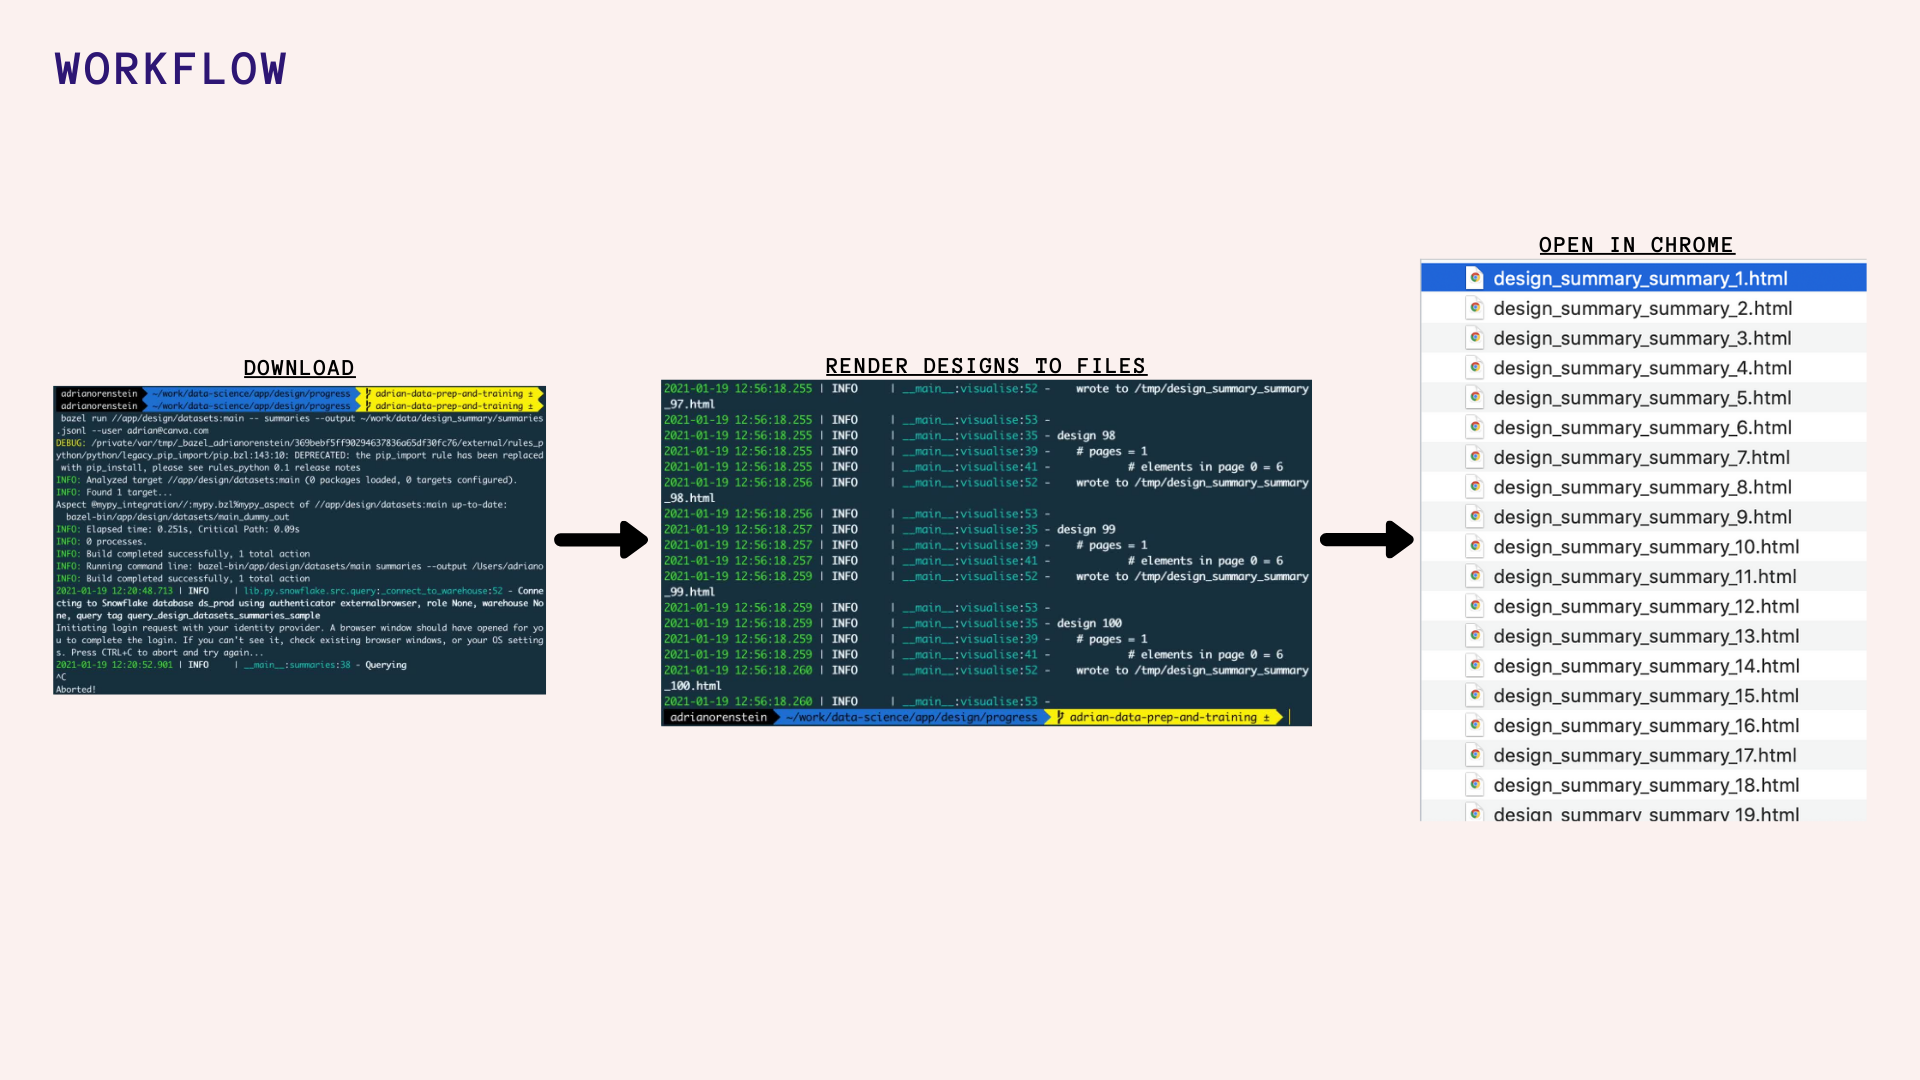 WORKFLOW
DOWNLOAD
adrianorenstein ~/work/data-science/app/design/progress adrian-data-prep-and-training ±
adrianorenstein ~/work/data-science/app/design/progress adrian-data-prep-and-training ±
bazel run //app/design/datasets:main -- summaries --output ~/work/data/design_summary/summaries
.jsonl --user adrian@canva.com
DEBUG: /private/var/tmp/_bazel_adrianorenstein/369bebf5ff90294637836a65df30fc76/external/rules_p
ython/python/legacy_pip_import/pip.bzl:143:10: DEPRECATED: the pip_import rule has been replaced
with pip_install, please see rules_python 0.1 release notes
INFO: Analyzed target //app/design/datasets:main (0 packages loaded, 0 targets configured).
INFO: Found 1 target...
Aspect @mypy_integration//:mypy.bzl%mypy_aspect of //app/design/datasets:main up-to-date:
bazel-bin/app/design/datasets/main_dummy_out
INFO: Elapsed time: 0.251s, Critical Path: 0.09s
INFO: 0 processes.
INFO: Build completed successfully, 1 total action
INFO: Running command line: bazel-bin/app/design/datasets/main summaries --output /Users/adriano
INFO: Build completed successfully, 1 total action
2021-01-19 12:20:48.713 | INFO | lib.py.snowflake.src.query:_connect_to_warehouse:52 - Conne
cting to Snowflake database ds_prod using authenticator externalbrowser, role None, warehouse No
ne, query tag query_design_datasets_summaries_sample
Initiating login request with your identity provider. A browser window should have opened for yo
u to complete the login. If you can't see it, check existing browser windows, or your OS setting
s. Press CTRL+C to abort and try again...
2021-01-19 12:20:52.901 | INFO | __main__:summaries:38 - Querying
^C
Aborted!
RENDER DESIGNS TO FILES
2021-01-19 12:56:18.255 | INFO | __main__:visualise:52 - wrote to /tmp/design_summary_summary
_97.html
2021-01-19 12:56:18.255 | INFO | __main__:visualise:53 -
2021-01-19 12:56:18.255 | INFO | __main__:visualise:35 - design 98
2021-01-19 12:56:18.255 | INFO | __main__:visualise:39 - # pages = 1
2021-01-19 12:56:18.255 | INFO | __main__:visualise:41 - # elements in page 0 = 6
2021-01-19 12:56:18.256 | INFO | __main__:visualise:52 - wrote to /tmp/design_summary_summary
_98.html
2021-01-19 12:56:18.256 | INFO | __main__:visualise:53 -
2021-01-19 12:56:18.257 | INFO | __main__:visualise:35 - design 99
2021-01-19 12:56:18.257 | INFO | __main__:visualise:39 - # pages = 1
2021-01-19 12:56:18.257 | INFO | __main__:visualise:41 - # elements in page 0 = 6
2021-01-19 12:56:18.259 | INFO | __main__:visualise:52 - wrote to /tmp/design_summary_summary
_99.html
2021-01-19 12:56:18.259 | INFO | __main__:visualise:53 -
2021-01-19 12:56:18.259 | INFO | __main__:visualise:35 - design 100
2021-01-19 12:56:18.259 | INFO | __main__:visualise:39 - # pages = 1
2021-01-19 12:56:18.259 | INFO | __main__:visualise:41 - # elements in page 0 = 6
2021-01-19 12:56:18.260 | INFO | __main__:visualise:52 - wrote to /tmp/design_summary_summary
_100.html
2021-01-19 12:56:18.260 | INFO | __main__:visualise:53 -
adrianorenstein ~/work/data-science/app/design/progress adrian-data-prep-and-training ±
OPEN IN CHROME
design_summary_summary_1.html
design_summary_summary_2.html
design_summary_summary_3.html
design_summary_summary_4.html
design_summary_summary_5.html
design_summary_summary_6.html
design_summary_summary_7.html
design_summary_summary_8.html
design_summary_summary_9.html
design_summary_summary_10.html
design_summary_summary_11.html
design_summary_summary_12.html
design_summary_summary_13.html
design_summary_summary_14.html
design_summary_summary_15.html
design_summary_summary_16.html
design_summary_summary_17.html
design_summary_summary_18.html
design_summary_summary_19.html